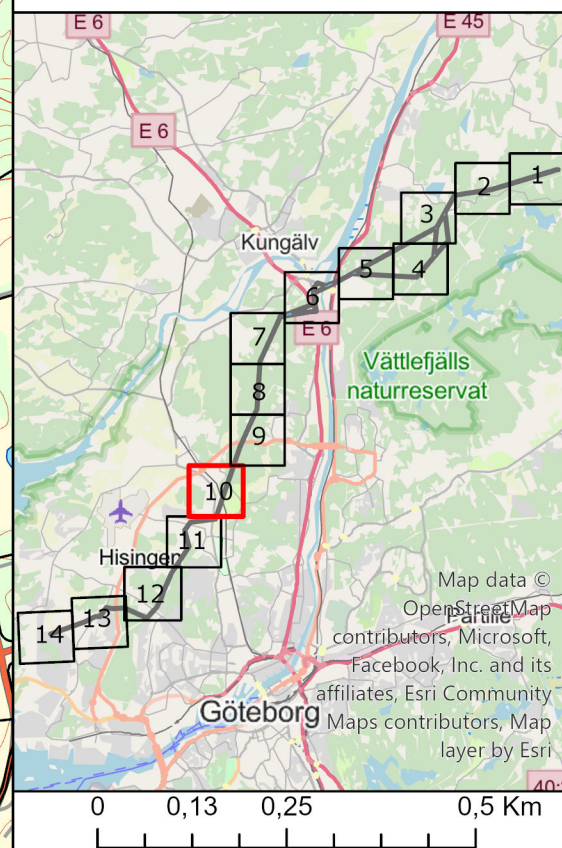 E 6
E 45
E 6
1
2
3
Kungälv
5
4
6
E 6
7
Vättlefjälls
naturreservat
8
9
10
11
Hisingen
12
13
14
Partille
Göteborg
Map data ©
OpenStreetMap
contributors, Microsoft,
Facebook, Inc. and its
affiliates, Esri Community
Maps contributors, Map
layer by Esri
0 0,13 0,25 0,5 Km